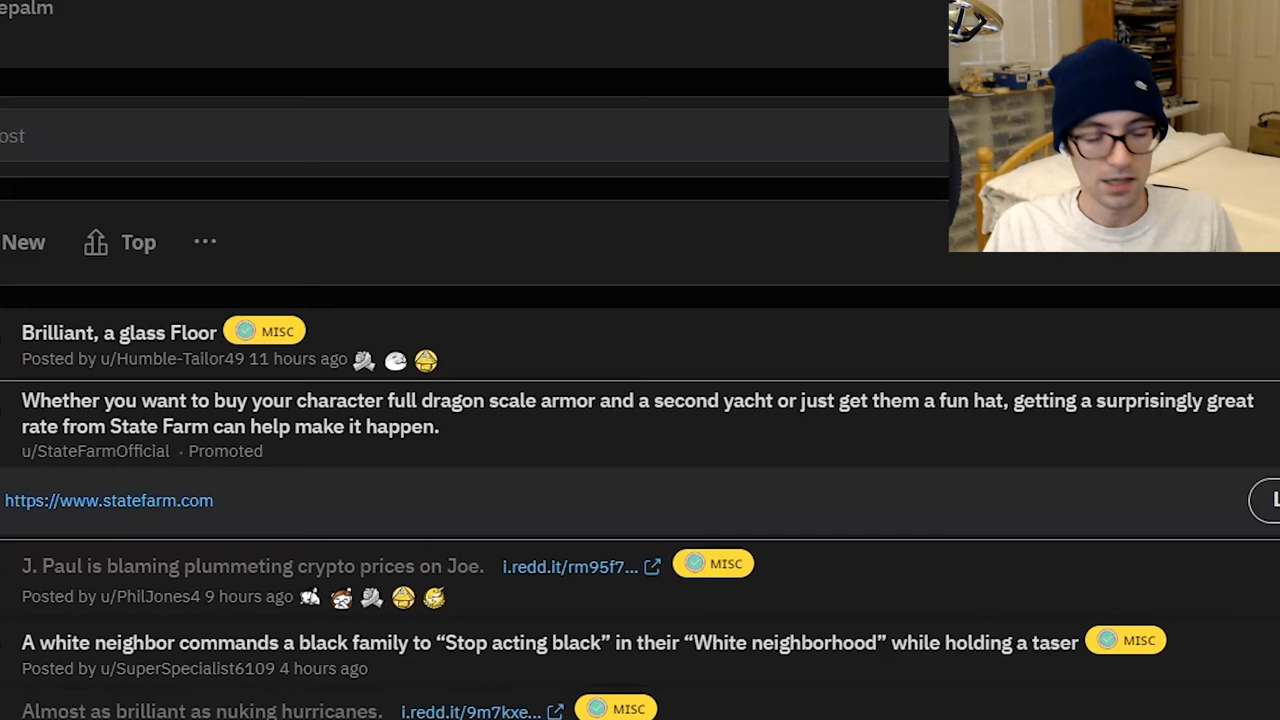 epalm
ost
New Top ...
Brilliant, a glass Floor MISC
Posted by u/Humble-Tailor49 11 hours ago
Whether you want to buy your character full dragon scale armor and a second yacht or just get them a fun hat, getting a surprisingly great
rate from State Farm can help make it happen.
u/StateFarmOfficial · Promoted
https://www.statefarm.com
L
J. Paul is blaming plummeting crypto prices on Joe. i.redd.it/rm95f7... MISC
Posted by u/PhilJones4 9 hours ago
A white neighbor commands a black family to “Stop acting black” in their “White neighborhood” while holding a taser MISC
Posted by u/SuperSpecialist6109 4 hours ago
Almost as brilliant as nuking hurricanes. i.redd.it/9m7kxe... MISC